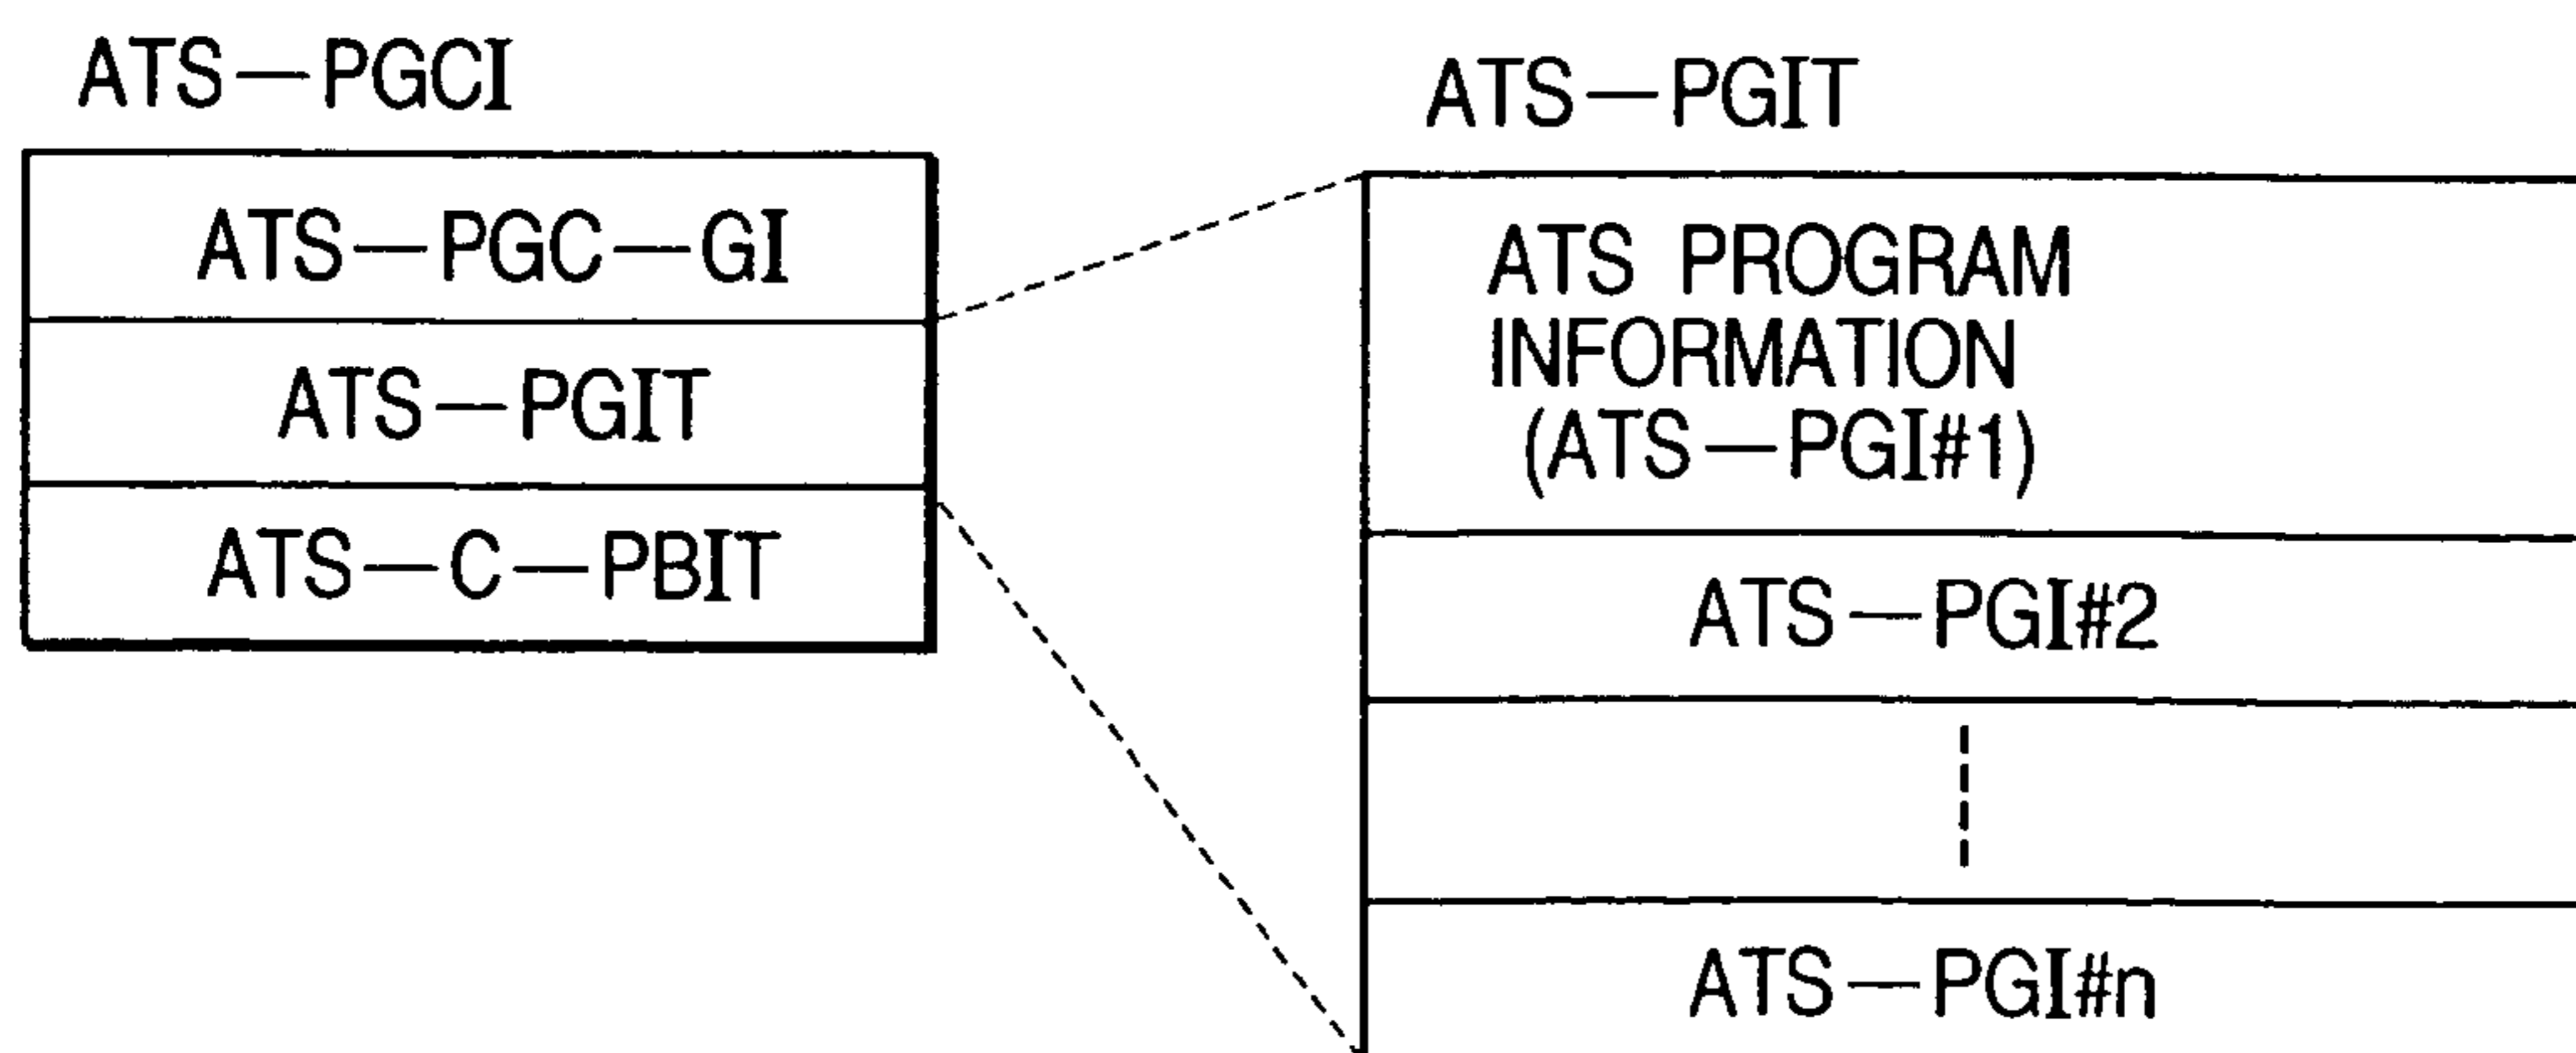 ATS—PGCI
ATS—PGC—GI
ATS—PGIT
ATS—C—PBIT
ATS—PGIT
ATS PROGRAM
INFORMATION
(ATS—PGI#1)
ATS—PGI#2
ATS—PGI#n